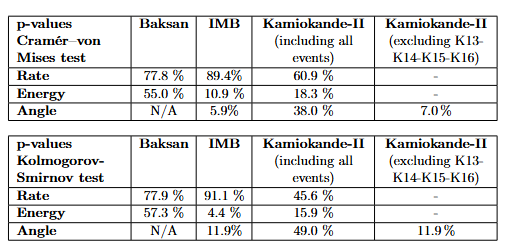 p-values Baksan IMB Kamiokande-II Kamiokande-II
Cramér–von (including all (excluding K13-
Mises test events) K14-K15-K16)
Rate 77.8 % 89.4% 60.9 % -
Energy 55.0 % 10.9 % 18.3 % -
Angle N/A 5.9% 38.0 % 7.0 %
p-values Baksan IMB Kamiokande-II Kamiokande-II
Kolmogorov- (including all (excluding K13-
Smirnov test events) K14-K15-K16)
Rate 77.9 % 91.1 % 45.6 % -
Energy 57.3 % 4.4 % 15.9 % -
Angle N/A 11.9% 49.0 % 11.9 %